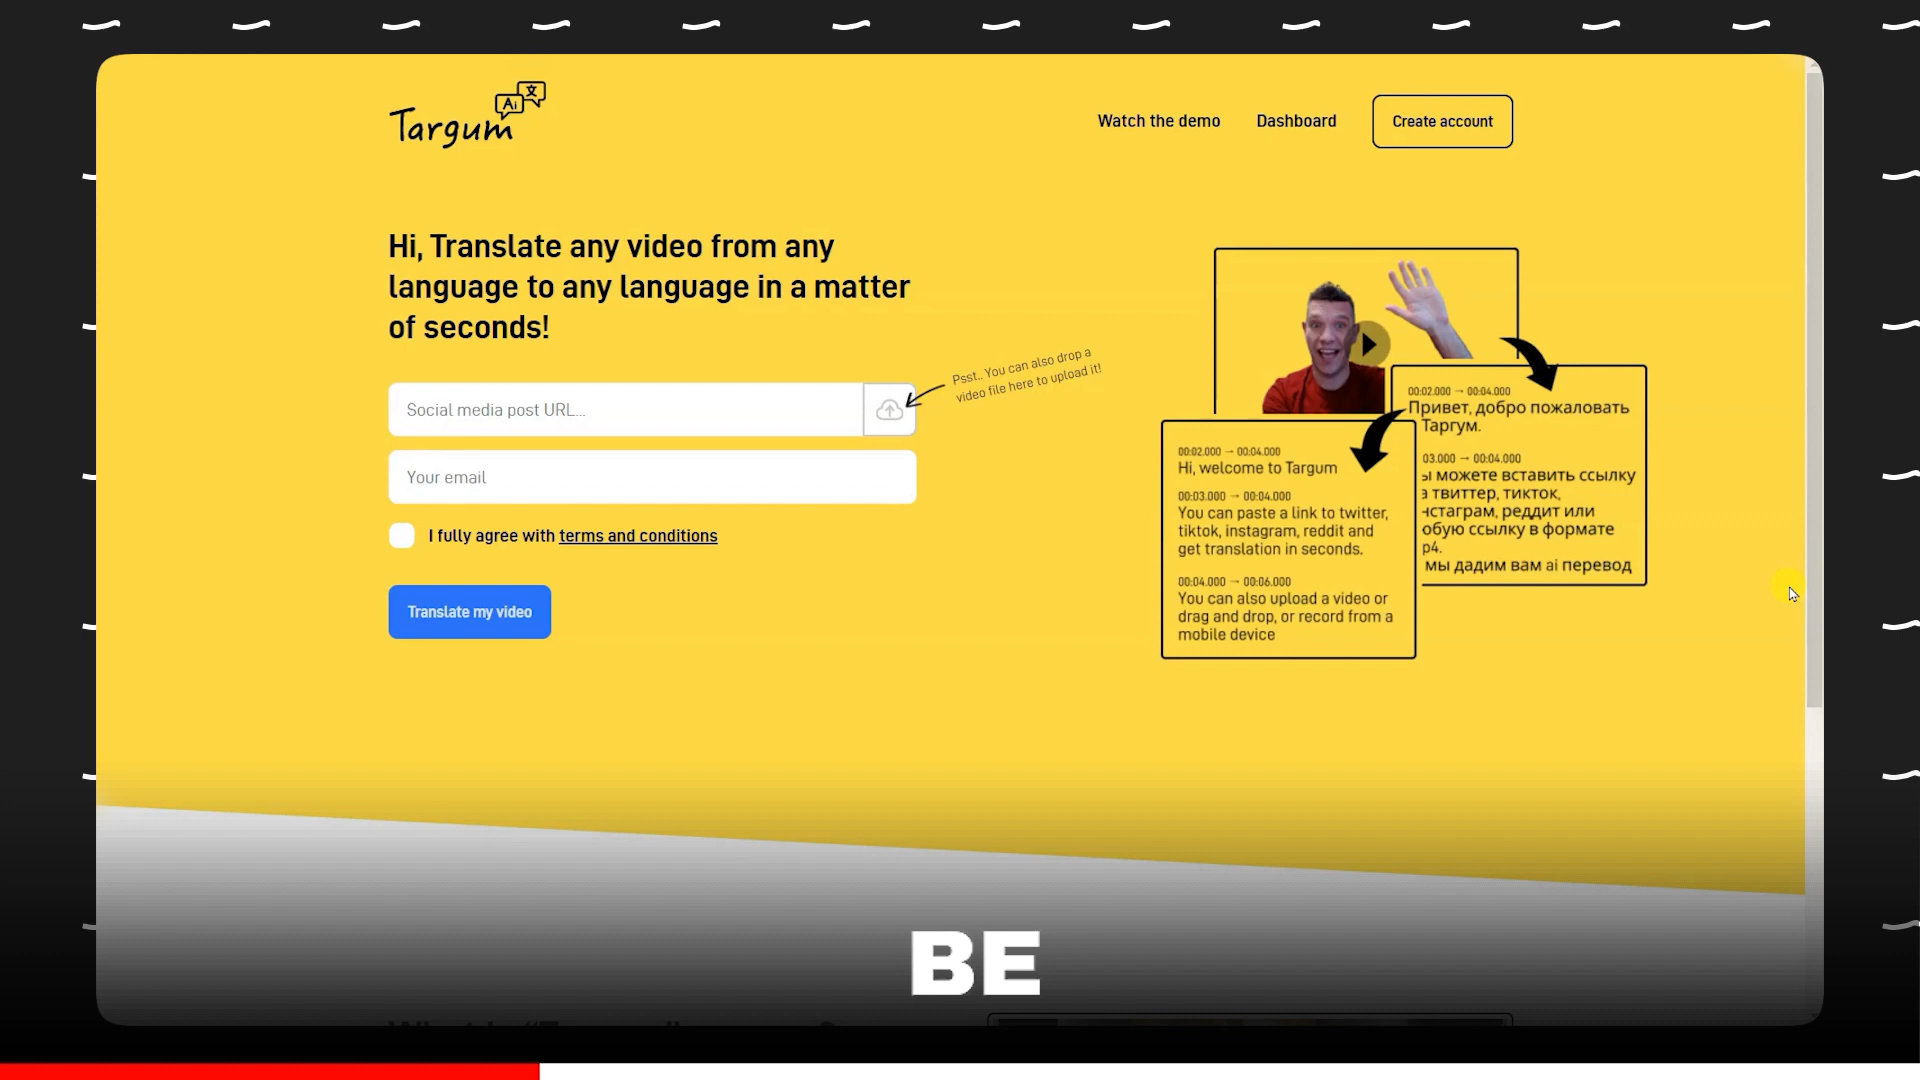 Targum
Ai 文
Watch the demo
Dashboard
Create account
Hi, Translate any video from any
language to any language in a matter
of seconds!
Psst.. You can also drop a
video file here to upload it!
Social media post URL...
Your email
I fully agree with terms and conditions
Translate my video
00:02.000 → 00:04.000
Hi, welcome to Targum
00:03.000 → 00:04.000
You can paste a link to twitter,
tiktok, instagram, reddit and
get translation in seconds.
00:04.000 → 00:06.000
You can also upload a video or
drag and drop, or record from a
mobile device
00:02.000 → 00:04.000
Привет, добро пожаловать
Таргум.
03.000 → 00:04.000
ы можете вставить ссылку
твиттер, тикток,
нстаграм, реддит или
обую ссылку в формате
p4.
мы дадим вам ai перевод
BE